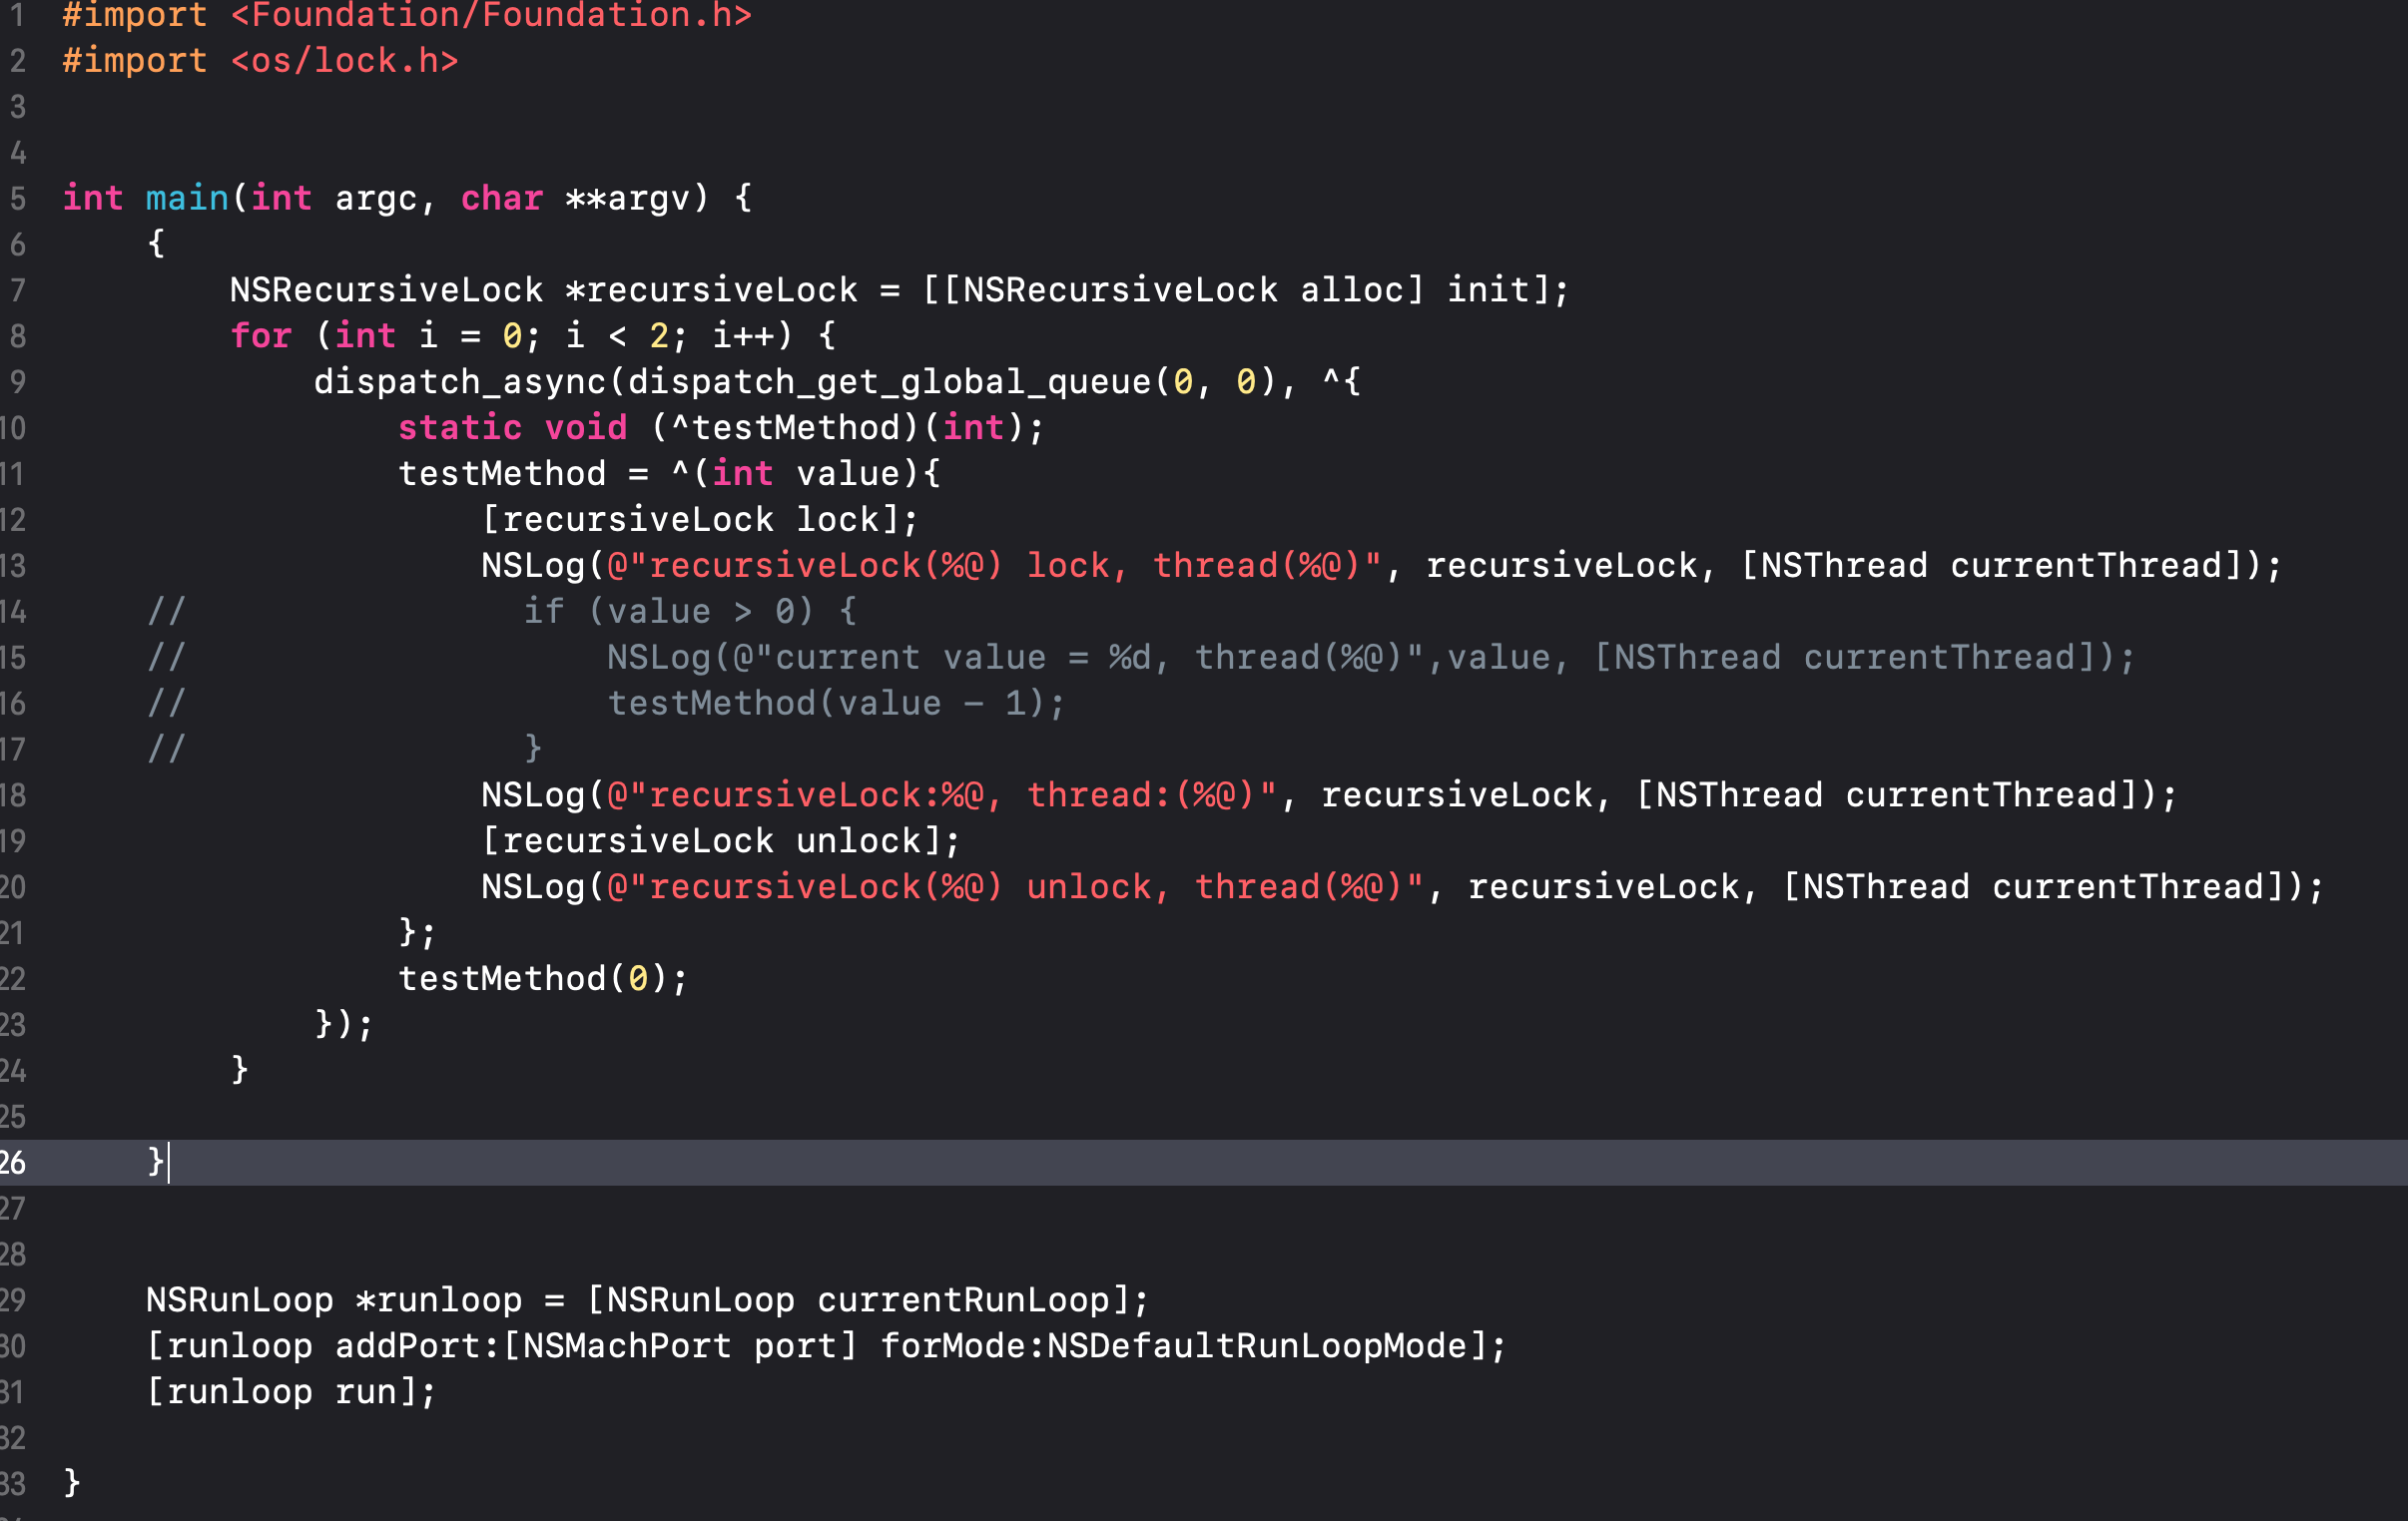 1 #import <Foundation/Foundation.h>
2 #import <os/lock.h>
3
4
5 int main(int argc, char **argv) {
6     {
7         NSRecursiveLock *recursiveLock = [[NSRecursiveLock alloc] init];
8         for (int i = 0; i < 2; i++) {
9             dispatch_async(dispatch_get_global_queue(0, 0), ^{
10                 static void (^testMethod)(int);
11                 testMethod = ^(int value){
12                     [recursiveLock lock];
13                     NSLog(@"recursiveLock(%@) lock, thread(%@)", recursiveLock, [NSThread currentThread]);
14     //                if (value > 0) {
15     //                    NSLog(@"current value = %d, thread(%@)",value, [NSThread currentThread]);
16     //                    testMethod(value - 1);
17     //                }
18                     NSLog(@"recursiveLock:%@, thread:(%@)", recursiveLock, [NSThread currentThread]);
19                     [recursiveLock unlock];
20                     NSLog(@"recursiveLock(%@) unlock, thread(%@)", recursiveLock, [NSThread currentThread]);
21                 };
22                 testMethod(0);
23             });
24         }
25
26     }
27
28
29     NSRunLoop *runloop = [NSRunLoop currentRunLoop];
30     [runloop addPort:[NSMachPort port] forMode:NSDefaultRunLoopMode];
31     [runloop run];
32
33 }